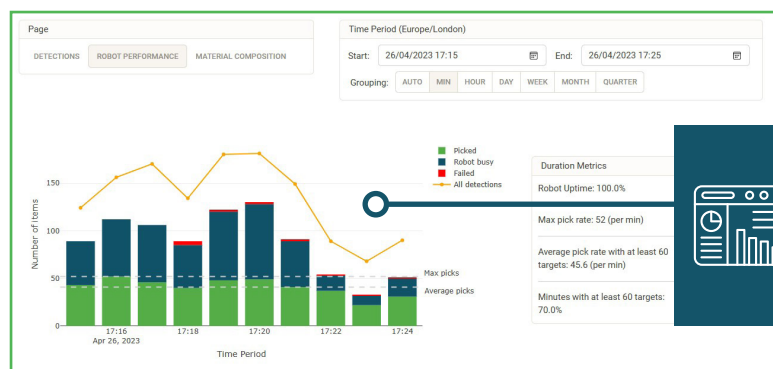 Page
DETECTIONS ROBOT PERFORMANCE MATERIAL COMPOSITION
Time Period (Europe/London)
Start: 26/04/2023 17:15 End: 26/04/2023 17:25
Grouping: AUTO MIN HOUR DAY WEEK MONTH QUARTER
Picked
Robot busy
Failed
All detections
Number of Items
150
100
50
0
Max picks
Average picks
17:16 17:18 17:20 17:22 17:24
Apr 26, 2023
Time Period
Duration Metrics
Robot Uptime: 100.0%
Max pick rate: 52 (per min)
Average pick rate with at least 60
targets: 45.6 (per min)
Minutes with at least 60 targets:
70.0%